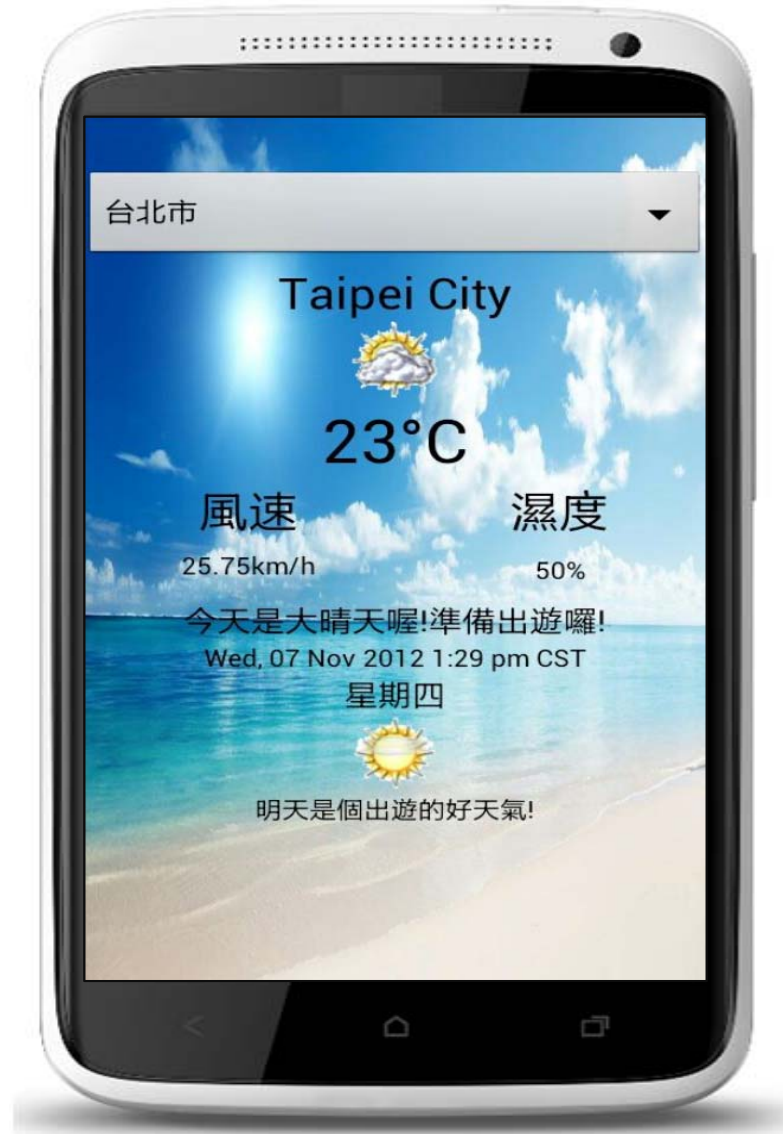 台北市
Taipei City
23°C
風速 濕度
25.75km/h 50%
今天是大晴天喔!準備出遊囉!
Wed, 07 Nov 2012 1:29 pm CST
星期四
明天是個出遊的好天氣!